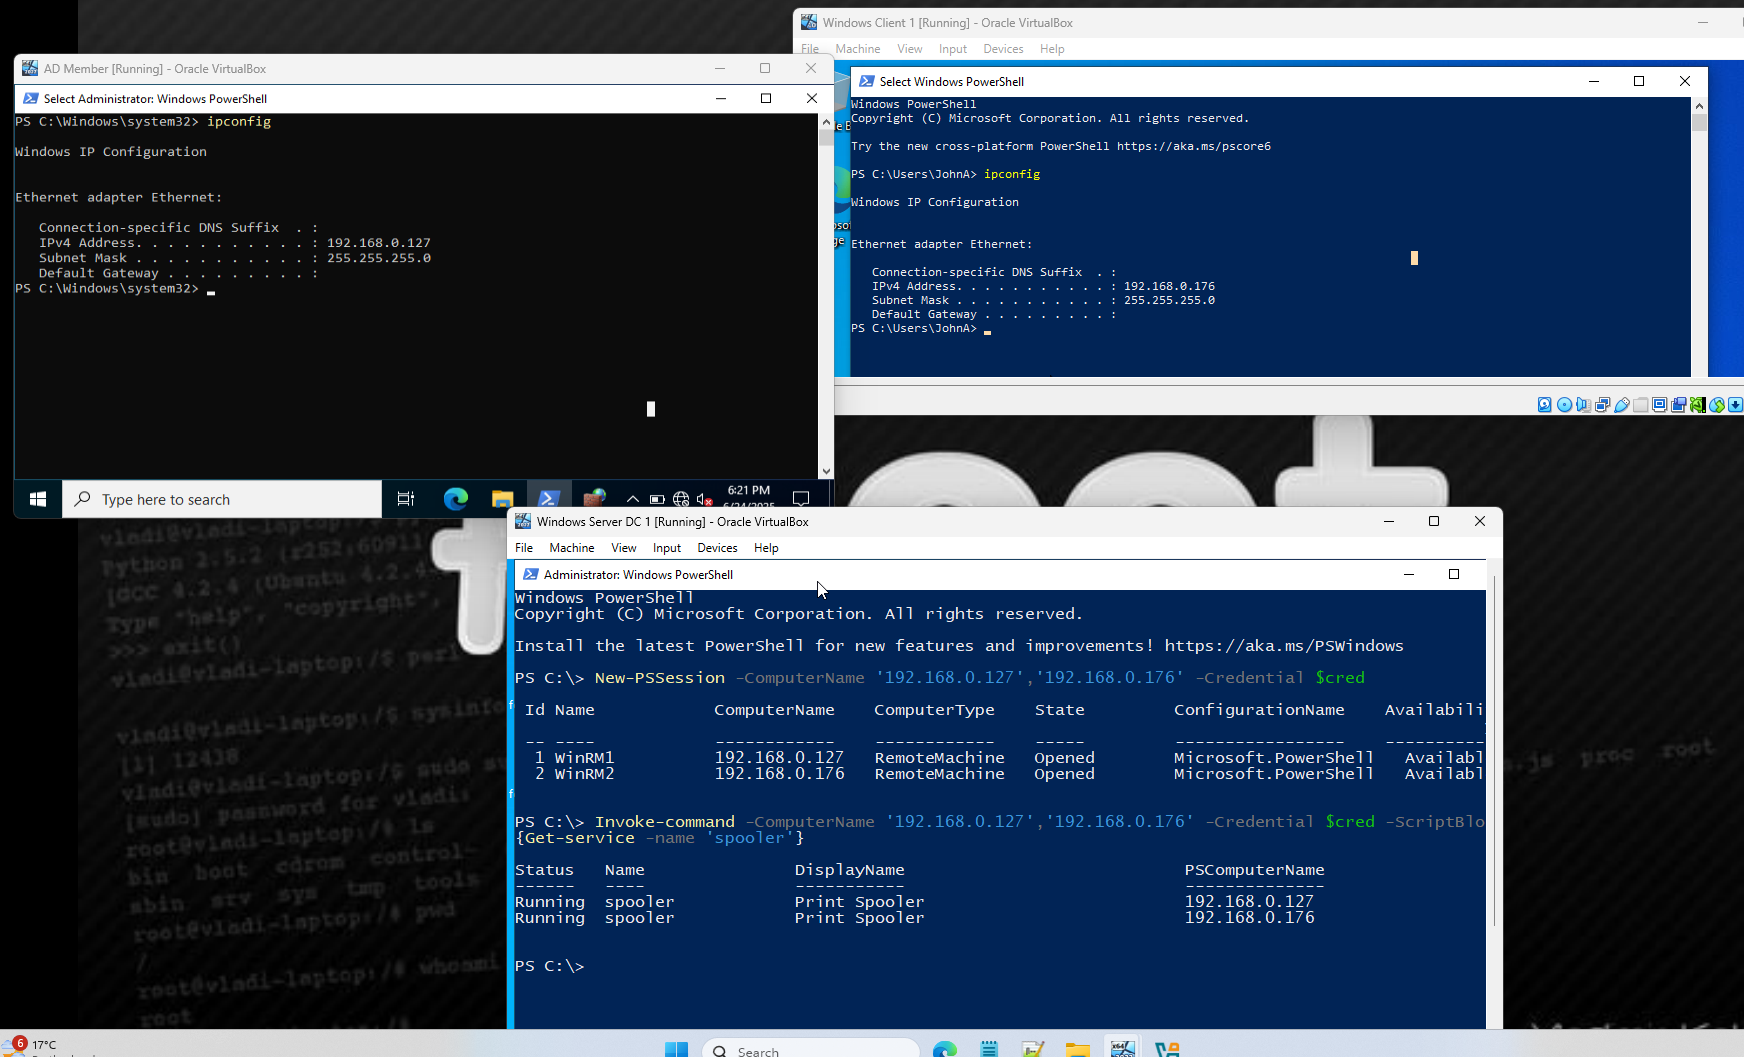 AD Member [Running] - Oracle VirtualBox
Select Administrator: Windows PowerShell
PS C:\Windows\system32> ipconfig
Windows IP Configuration
Ethernet adapter Ethernet:
Connection-specific DNS Suffix  . :
IPv4 Address. . . . . . . . . . . : 192.168.0.127
Subnet Mask . . . . . . . . . . . : 255.255.255.0
Default Gateway . . . . . . . . . :
PS C:\Windows\system32>
Type here to search
6:21 PM
Windows Client 1 [Running] - Oracle VirtualBox
File Machine View Input Devices Help
Select Windows PowerShell
Windows PowerShell
Copyright (C) Microsoft Corporation. All rights reserved.
Try the new cross-platform PowerShell https://aka.ms/pscore6
PS C:\Users\JohnA> ipconfig
Windows IP Configuration
Ethernet adapter Ethernet:
Connection-specific DNS Suffix  . :
IPv4 Address. . . . . . . . . . . : 192.168.0.176
Subnet Mask . . . . . . . . . . . : 255.255.255.0
Default Gateway . . . . . . . . . :
PS C:\Users\JohnA>
Windows Server DC 1 [Running] - Oracle VirtualBox
File Machine View Input Devices Help
Administrator: Windows PowerShell
Windows PowerShell
Copyright (C) Microsoft Corporation. All rights reserved.
Install the latest PowerShell for new features and improvements! https://aka.ms/PSWindows
PS C:\> New-PSSession -ComputerName '192.168.0.127','192.168.0.176' -Credential $cred
Id Name ComputerName ComputerType State ConfigurationName Availabili
-- ---- ------------ ------------ ----- ----------------- ----------
1 WinRM1 192.168.0.127 RemoteMachine Opened Microsoft.PowerShell Availabl
2 WinRM2 192.168.0.176 RemoteMachine Opened Microsoft.PowerShell Availabl
PS C:\> Invoke-command -ComputerName '192.168.0.127','192.168.0.176' -Credential $cred -ScriptBlo
{Get-service -name 'spooler'}
Status Name DisplayName PSComputerName
------ ---- ----------- --------------
Running spooler Print Spooler 192.168.0.127
Running spooler Print Spooler 192.168.0.176
PS C:\>
vladi@vladi-laptop:
Python 2.5.2 (r252:60911
[GCC 4.2.4 (Ubuntu 4.2.4
Type "help", "copyright",
>>> exit()
vladi@vladi-laptop:/$ perl
vladi@vladi-laptop:/$ sysinfo
[1] 12438
vladi@vladi-laptop:/$ sudo su
[sudo] password for vladi:
root@vladi-laptop:/# ls
bin boot cdrom control-
sbin srv sys tmp tools
root@vladi-laptop:/# pwd
/
root@vladi-laptop:/# whoami
root
.js proc root
6
17°C
Search